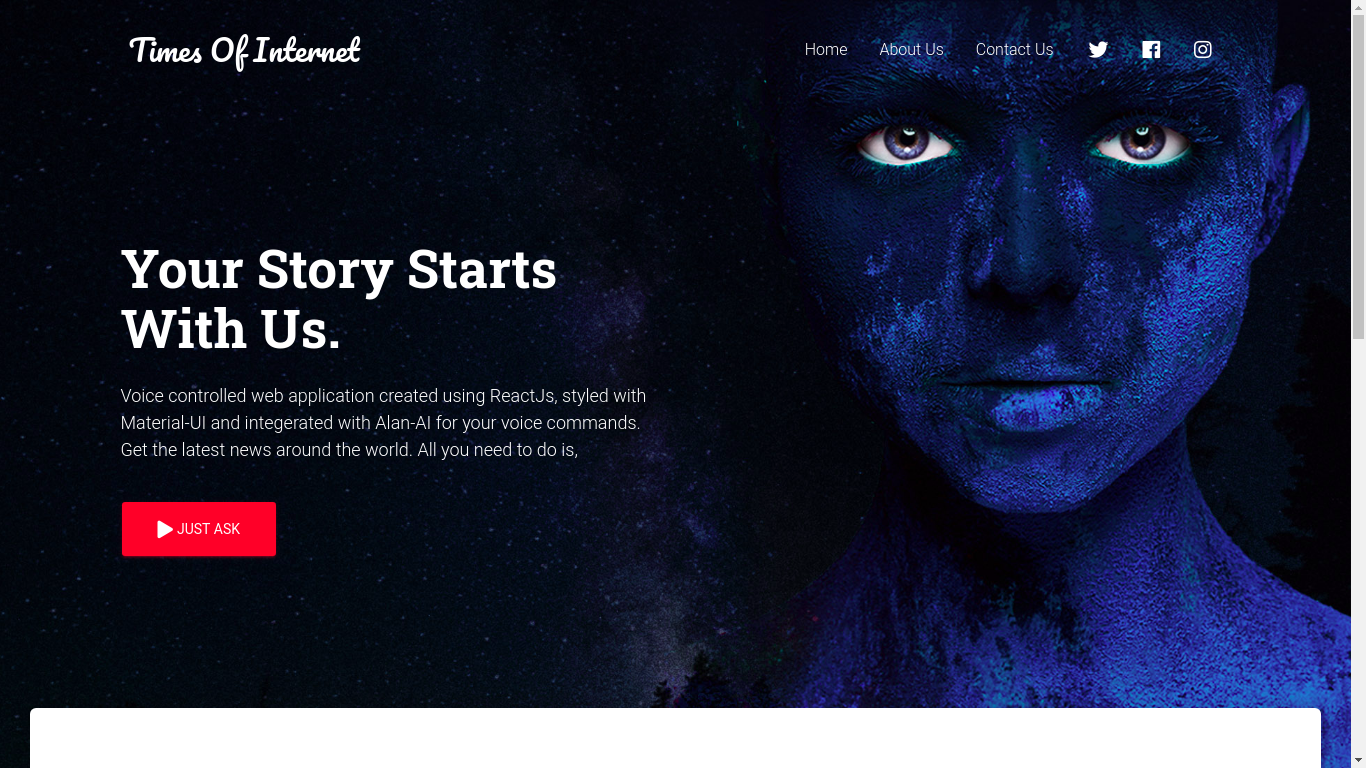 Times Of Internet
Home
About Us
Contact Us
Your Story Starts
With Us.
Voice controlled web application created using ReactJs, styled with
Material-UI and integerated with Alan-AI for your voice commands.
Get the latest news around the world. All you need to do is,
JUST ASK